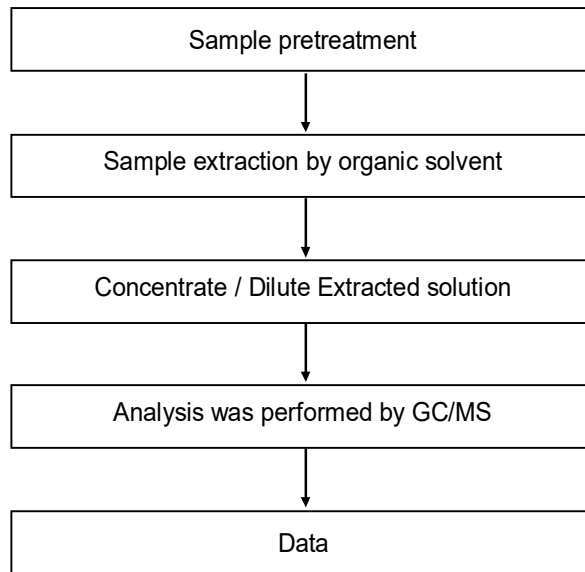 Sample pretreatment
Sample extraction by organic solvent
Concentrate / Dilute Extracted solution
Analysis was performed by GC/MS
Data